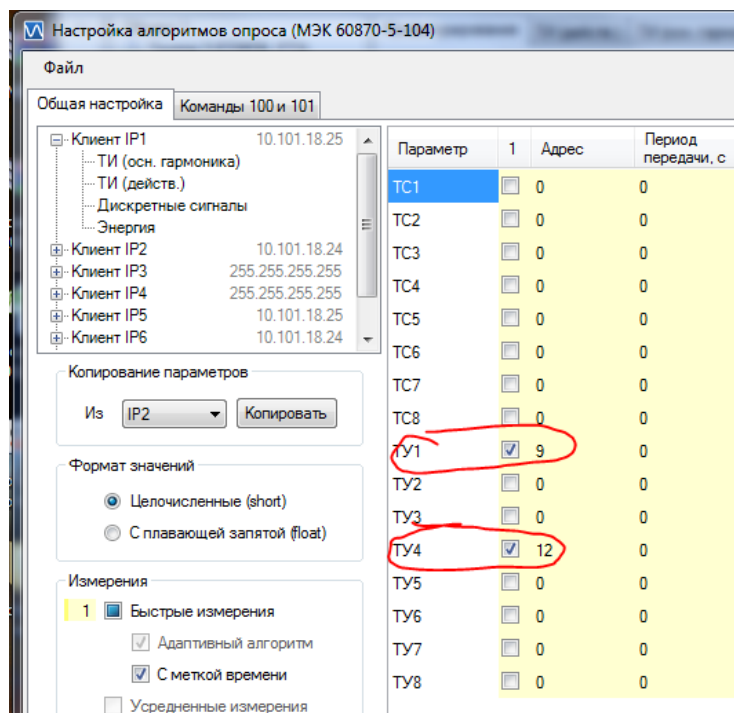 Настройка алгоритмов опроса (МЭК 60870-5-104)
Файл
Общая настройка Команды 100 и 101
Клиент IP1 10.101.18.25
ТИ (осн. гармоника)
ТИ (действ.)
Дискретные сигналы
Энергия
Клиент IP2 10.101.18.24
Клиент IP3 255.255.255.255
Клиент IP4 255.255.255.255
Клиент IP5 10.101.18.25
Клиент IP6 10.101.18.24
Копирование параметров
Из IP2 Копировать
Формат значений
Целочисленные (short)
С плавающей запятой (float)
Измерения
1 Быстрые измерения
Адаптивный алгоритм
С меткой времени
Усредненные измерения
Параметр 1 Адрес Период передачи, с
ТС1 0 0
ТС2 0 0
ТС3 0 0
ТС4 0 0
ТС5 0 0
ТС6 0 0
ТС7 0 0
ТС8 0 0
ТУ1 9 0
ТУ2 0 0
ТУ3 0 0
ТУ4 12 0
ТУ5 0 0
ТУ6 0 0
ТУ7 0 0
ТУ8 0 0